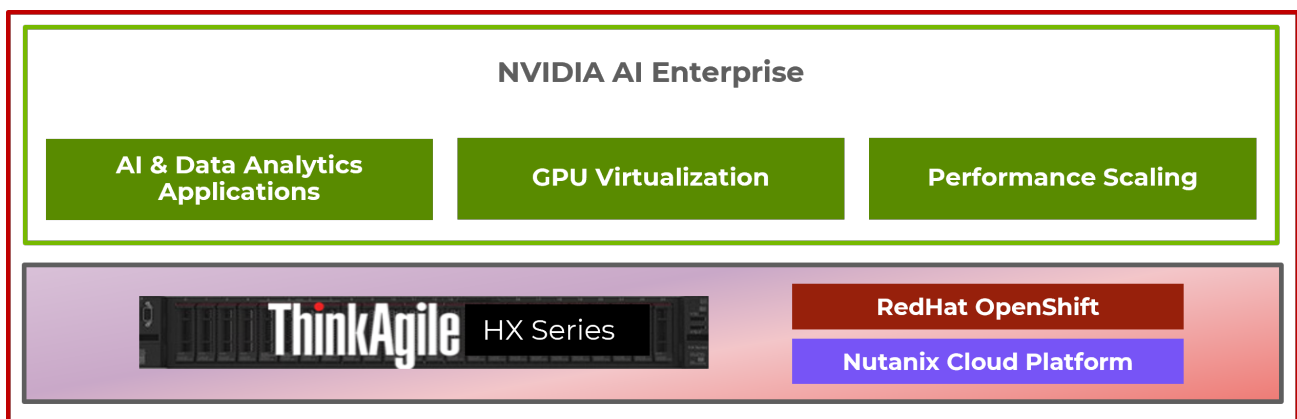 NVIDIA AI Enterprise
AI & Data Analytics
Applications
GPU Virtualization
Performance Scaling
ThinkAgile HX Series
RedHat OpenShift
Nutanix Cloud Platform